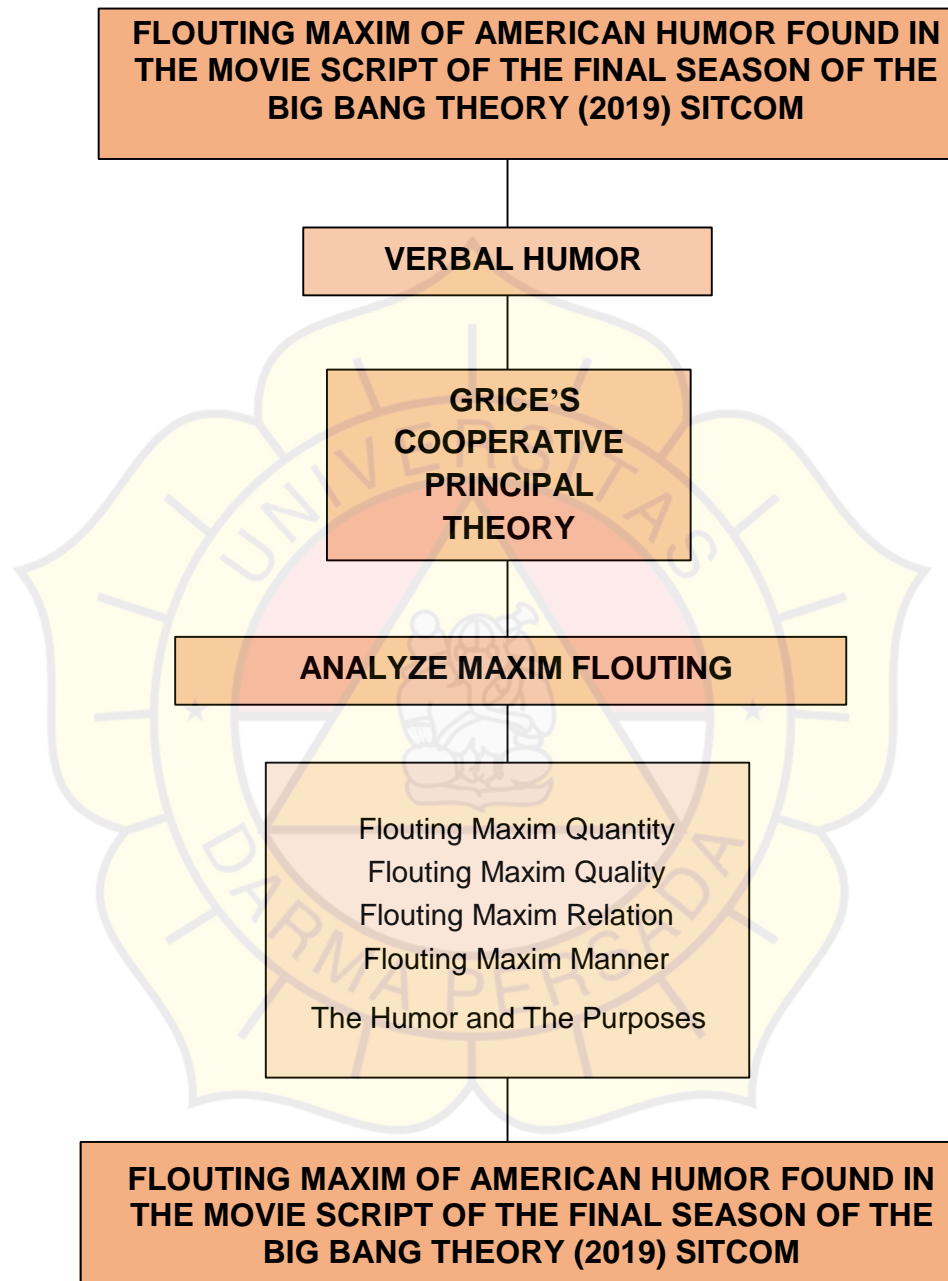 FLOUTING MAXIM OF AMERICAN HUMOR FOUND IN
THE MOVIE SCRIPT OF THE FINAL SEASON OF THE
BIG BANG THEORY (2019) SITCOM
VERBAL HUMOR
GRICE’S
COOPERATIVE
PRINCIPAL
THEORY
UNIVERSITAS
ANALYZE MAXIM FLOUTING
Flouting Maxim Quantity
Flouting Maxim Quality
Flouting Maxim Relation
Flouting Maxim Manner
The Humor and The Purposes
DARMA PERSADA
FLOUTING MAXIM OF AMERICAN HUMOR FOUND IN
THE MOVIE SCRIPT OF THE FINAL SEASON OF THE
BIG BANG THEORY (2019) SITCOM